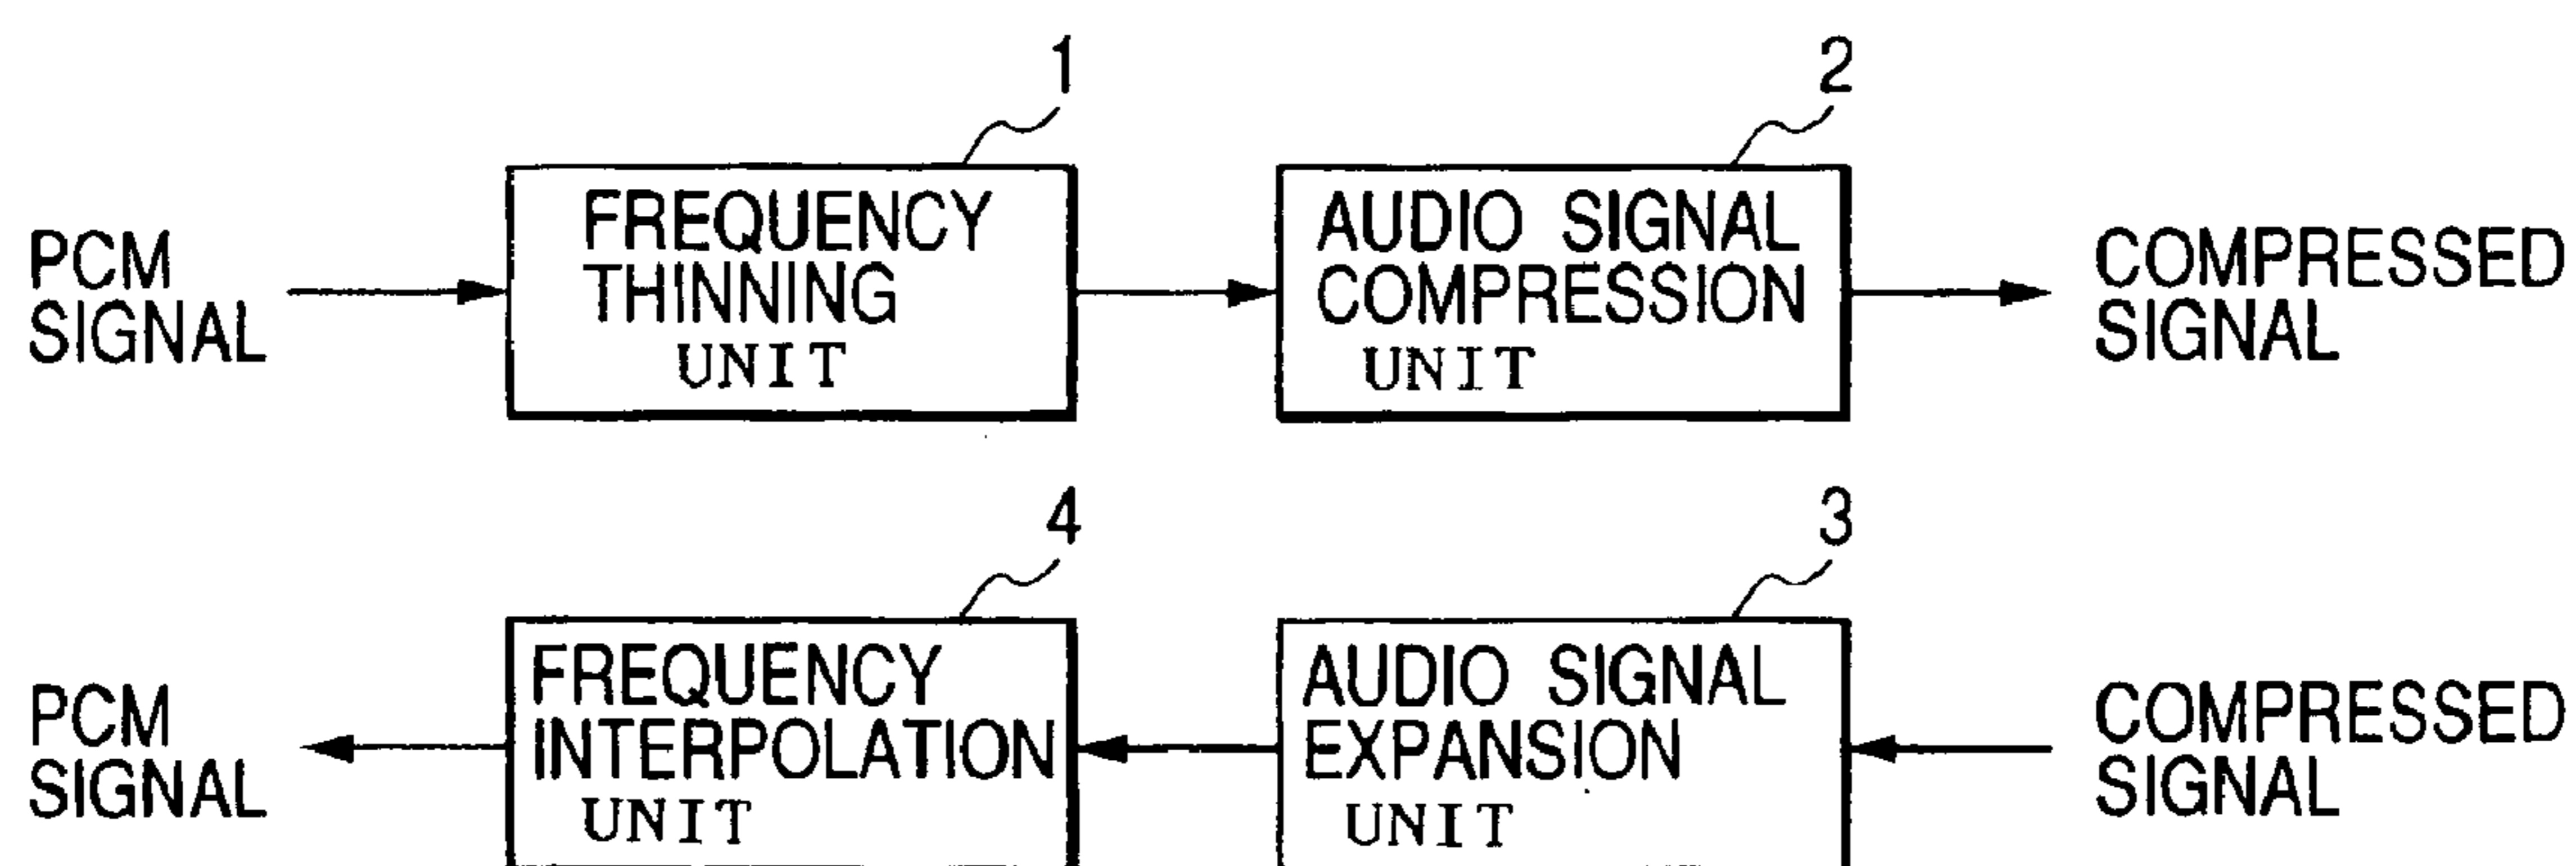 1
2
PCM
SIGNAL
FREQUENCY
THINNING
UNIT
AUDIO SIGNAL
COMPRESSION
UNIT
COMPRESSED
SIGNAL
4
3
PCM
SIGNAL
FREQUENCY
INTERPOLATION
UNIT
AUDIO SIGNAL
EXPANSION
UNIT
COMPRESSED
SIGNAL